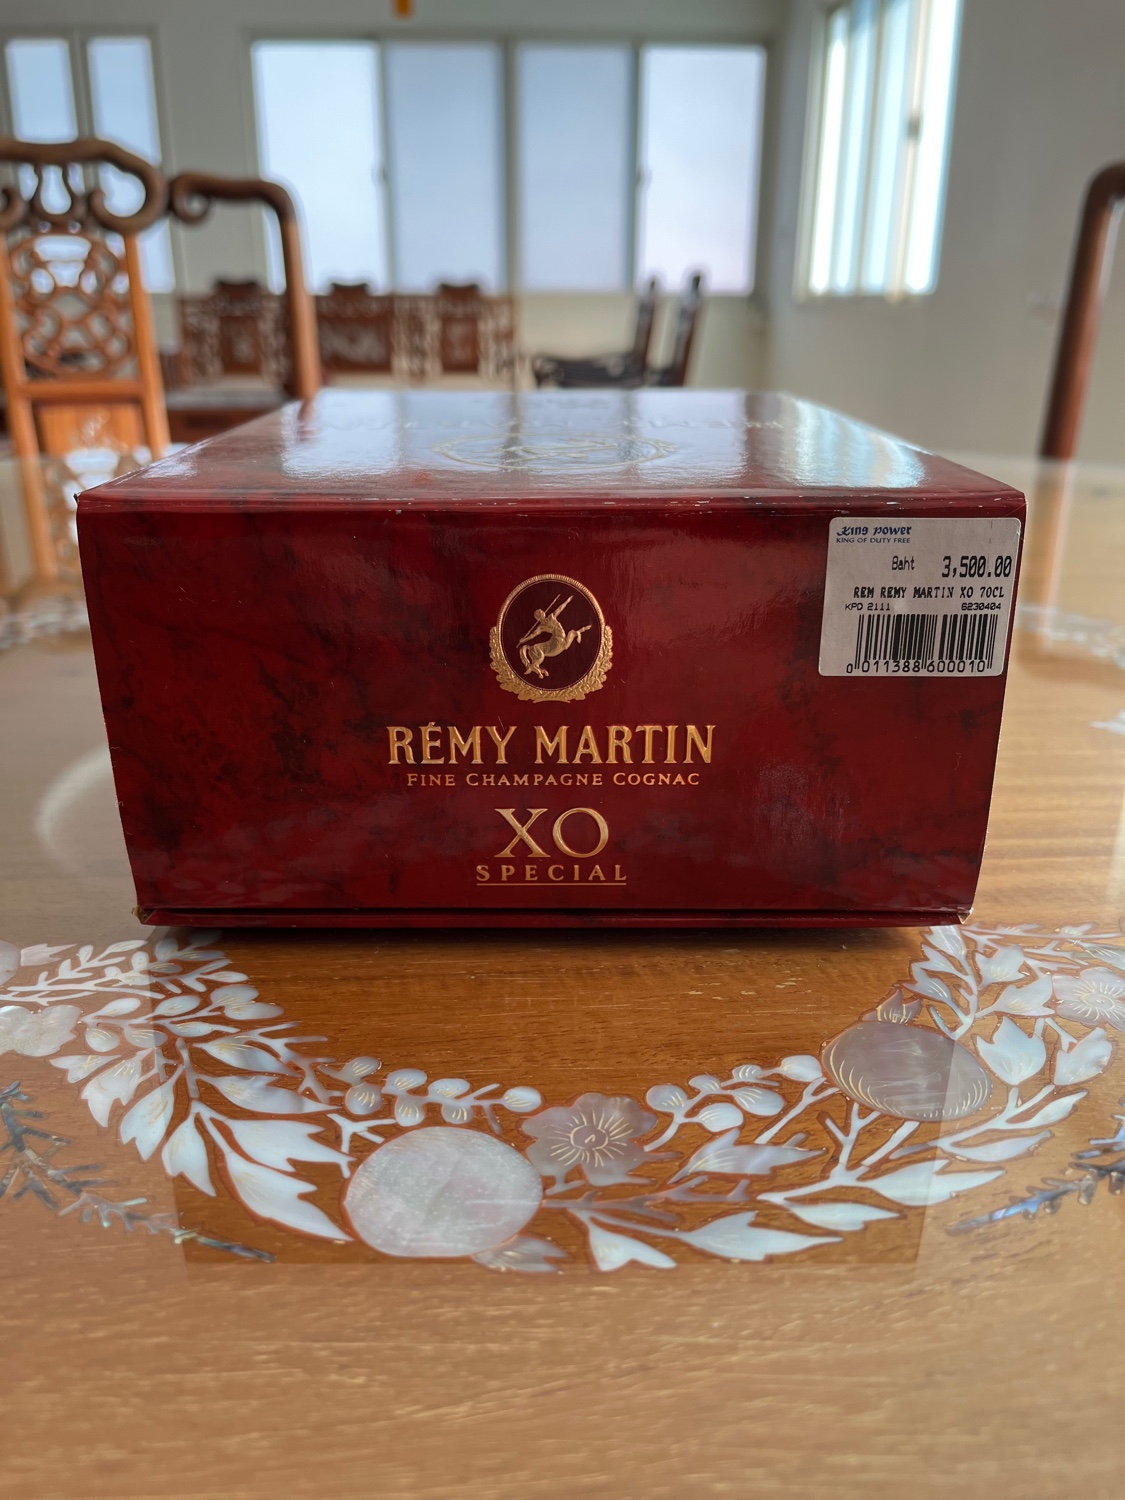 King Power
KING OF DUTY FREE
Baht 3,500.00
REM REMY MARTIN XO 70CL
KPD 2111 6230404
0 011388 600010
RÉMY MARTIN
FINE CHAMPAGNE COGNAC
XO
SPECIAL